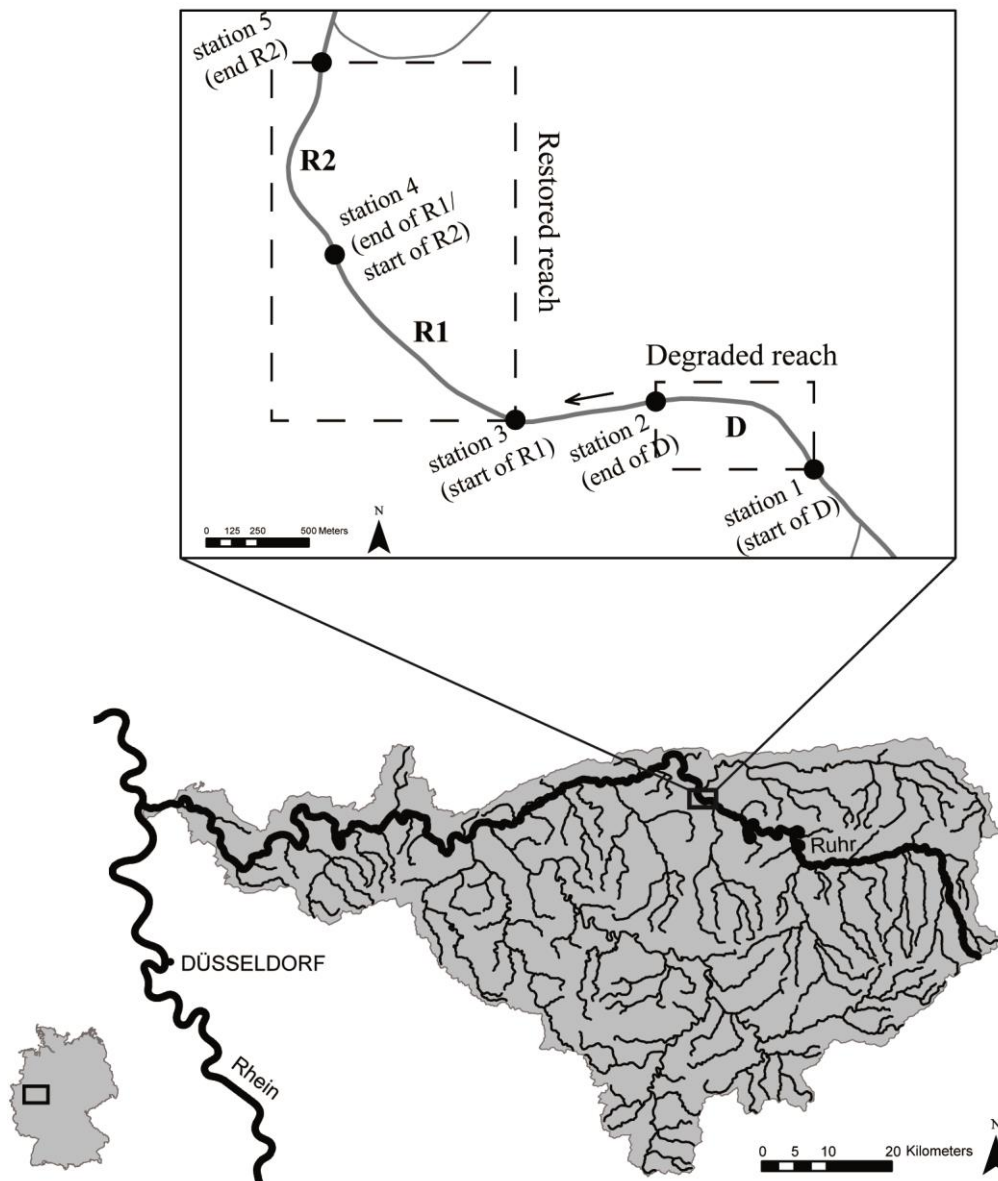 station 5
(end R2)
R2
station 4
(end of R1/
start of R2)
Restored reach
R1
Degraded reach
D
station 3
(start of R1)
station 2
(end of D)
station 1
(start of D)
0 125 250 500 Meters
N
Ruhr
DÜSSELDORF
Rhein
N
0 5 10 20 Kilometers